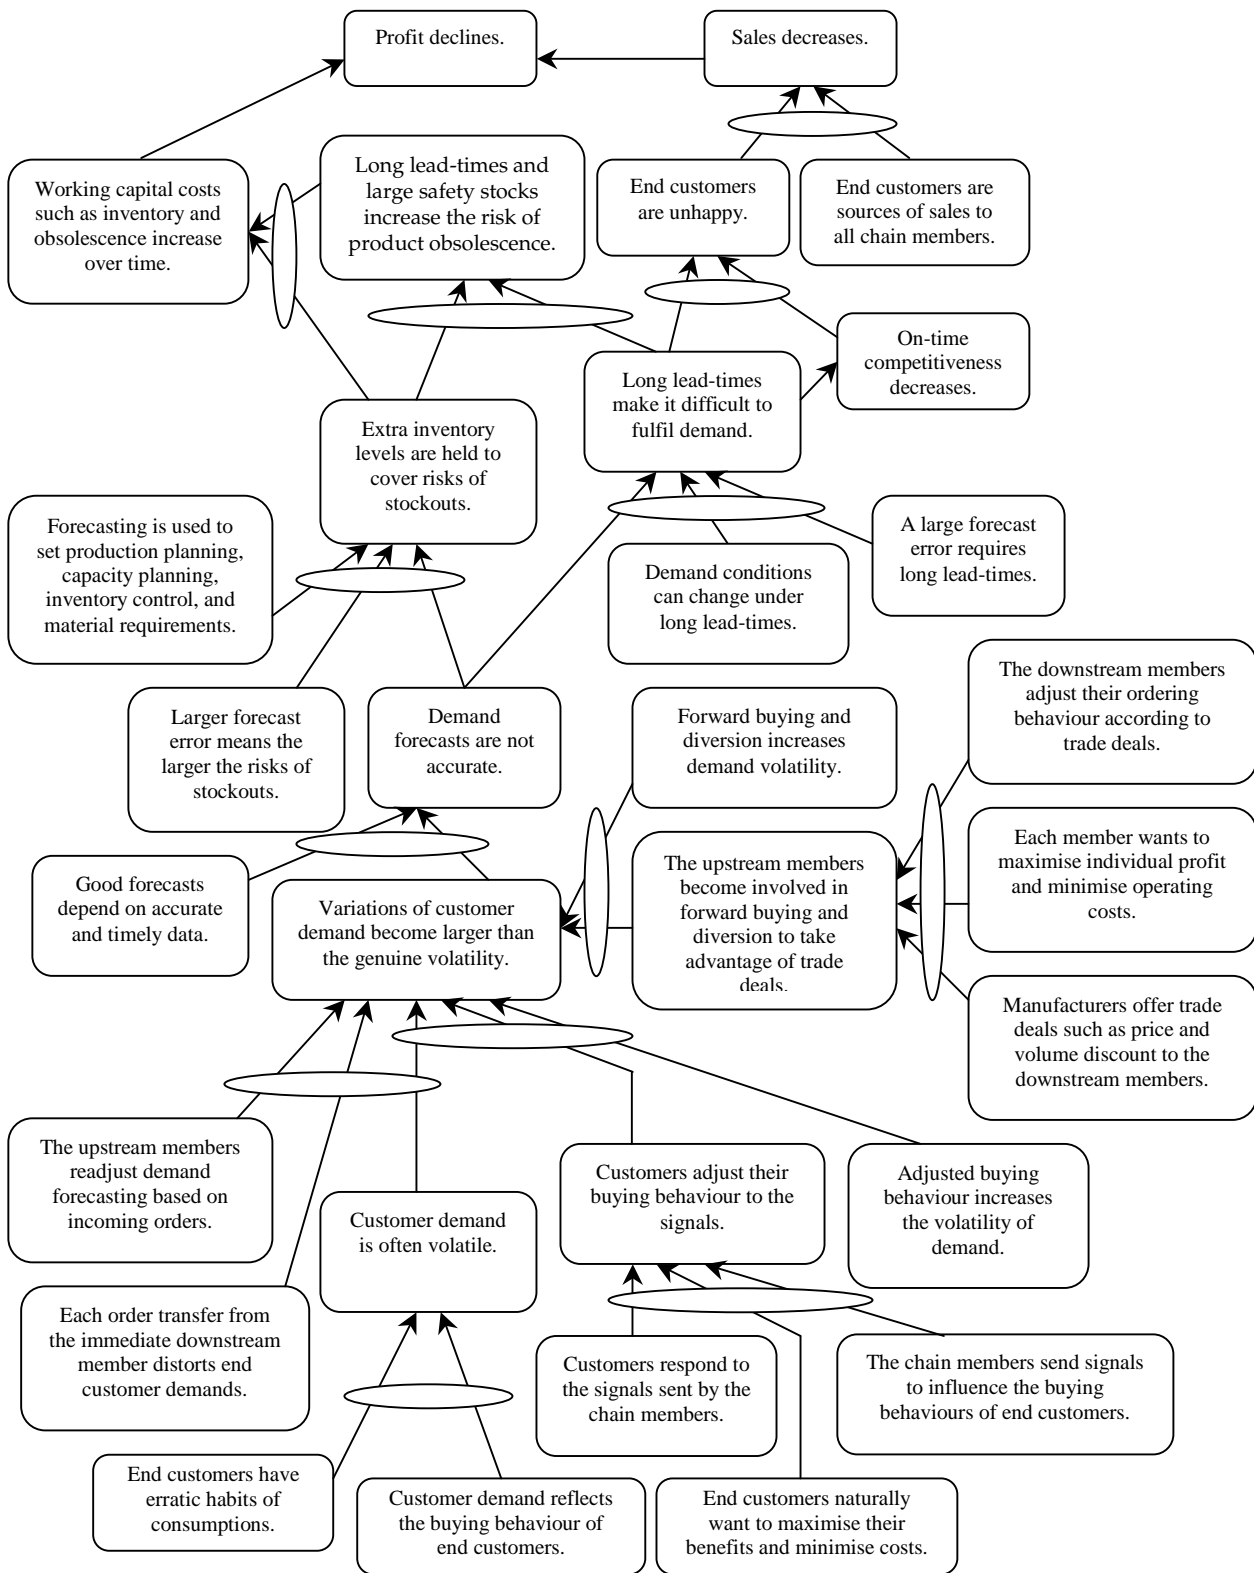 Profit declines.
Sales decreases.
Working capital costs
such as inventory and
obsolescence increase
over time.
Long lead-times and
large safety stocks
increase the risk of
product obsolescence.
End customers
are unhappy.
End customers are
sources of sales to
all chain members.
On-time
competitiveness
decreases.
Long lead-times
make it difficult to
fulfil demand.
Extra inventory
levels are held to
cover risks of
stockouts.
Forecasting is used to
set production planning,
capacity planning,
inventory control, and
material requirements.
A large forecast
error requires
long lead-times.
Demand conditions
can change under
long lead-times.
The downstream members
adjust their ordering
behaviour according to
trade deals.
Larger forecast
error means the
larger the risks of
stockouts.
Demand
forecasts are not
accurate.
Forward buying and
diversion increases
demand volatility.
Each member wants to
maximise individual profit
and minimise operating
costs.
The upstream members
become involved in
forward buying and
diversion to take
advantage of trade
deals.
Good forecasts
depend on accurate
and timely data.
Variations of customer
demand become larger than
the genuine volatility.
Manufacturers offer trade
deals such as price and
volume discount to the
downstream members.
The upstream members
readjust demand
forecasting based on
incoming orders.
Customer demand
is often volatile.
Customers adjust their
buying behaviour to the
signals.
Adjusted buying
behaviour increases
the volatility of
demand.
Each order transfer from
the immediate downstream
member distorts end
customer demands.
Customers respond to
the signals sent by the
chain members.
The chain members send signals
to influence the buying
behaviours of end customers.
End customers have
erratic habits of
consumptions.
Customer demand reflects
the buying behaviour of
end customers.
End customers naturally
want to maximise their
benefits and minimise costs.